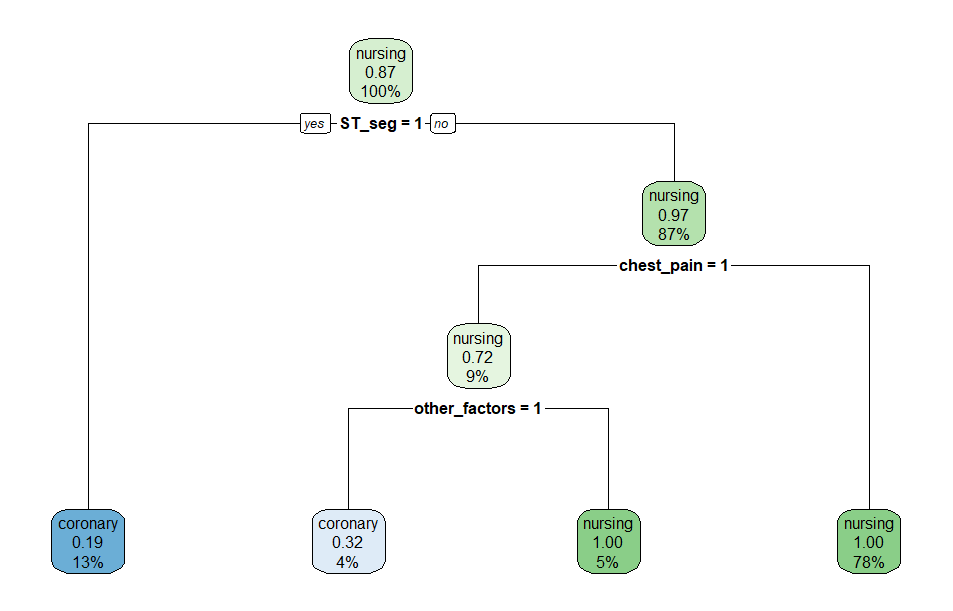 nursing
0.87
100%
yes ST_seg = 1 no
nursing
0.97
87%
chest_pain = 1
nursing
0.72
9%
other_factors = 1
coronary
0.19
13%
coronary
0.32
4%
nursing
1.00
5%
nursing
1.00
78%